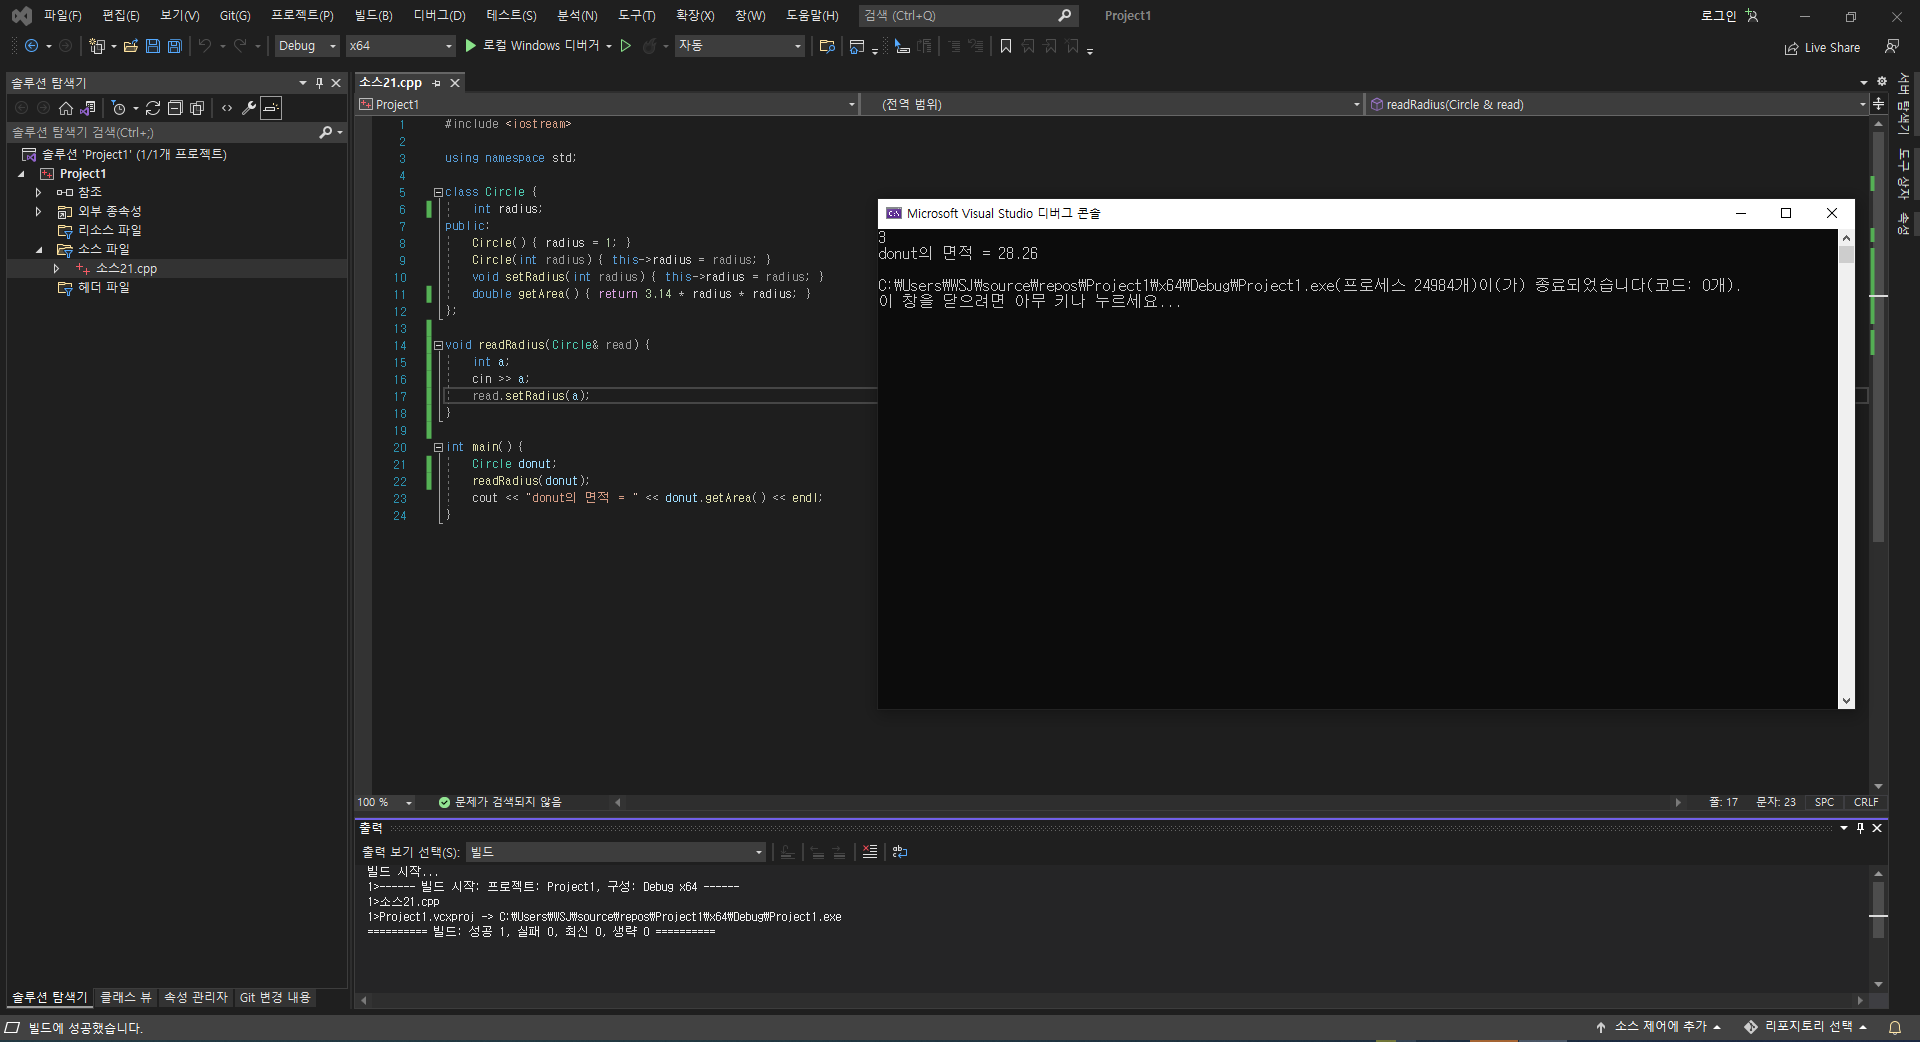 파일(F) 편집(E) 보기(V) Git(G) 프로젝트(P) 빌드(B) 디버그(D) 테스트(S) 분석(N) 도구(T) 확장(X) 창(W) 도움말(H) 검색 (Ctrl+Q) Project1 로그인
Debug x64 로컬 Windows 디버거 자동 Live Share
솔루션 탐색기
솔루션 탐색기 검색(Ctrl+;)
솔루션 'Project1' (1/1개 프로젝트)
Project1
참조
외부 종속성
리소스 파일
소스 파일
소스21.cpp
헤더 파일
솔루션 탐색기 클래스 뷰 속성 관리자 Git 변경 내용
소스21.cpp
Project1 (전역 범위) readRadius(Circle & read)
1 #include <iostream>
2
3 using namespace std;
4
5 class Circle {
6 int radius;
7 public:
8 Circle() { radius = 1; }
9 Circle(int radius) { this->radius = radius; }
10 void setRadius(int radius) { this->radius = radius; }
11 double getArea() { return 3.14 * radius * radius; }
12 };
13
14 void readRadius(Circle& read) {
15 int a;
16 cin >> a;
17 read.setRadius(a);
18 }
19
20 int main() {
21 Circle donut;
22 readRadius(donut);
23 cout << "donut의 면적 = " << donut.getArea() << endl;
24 }
Microsoft Visual Studio 디버그 콘솔
3
donut의 면적 = 28.26
C:₩Users₩WSJ₩source₩repos₩Project1₩x64₩Debug₩Project1.exe(프로세스 24984개)이(가) 종료되었습니다(코드: 0개).
이 창을 닫으려면 아무 키나 누르세요...
서버 탐색기
도구 상자
속성
100 % 문제가 검색되지 않음 줄: 17 문자: 23 SPC CRLF
출력
출력 보기 선택(S): 빌드
빌드 시작...
1>------ 빌드 시작: 프로젝트: Project1, 구성: Debug x64 ------
1>소스21.cpp
1>Project1.vcxproj -> C:₩Users₩WSJ₩source₩repos₩Project1₩x64₩Debug₩Project1.exe
========== 빌드: 성공 1, 실패 0, 최신 0, 생략 0 ==========
빌드에 성공했습니다. 소스 제어에 추가 리포지토리 선택